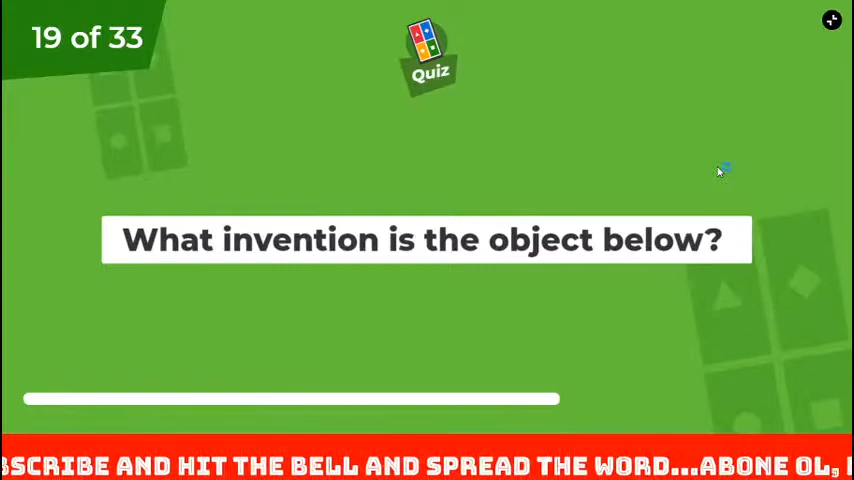 19 of 33
Quiz
What invention is the object below?
BSCRIBE AND HIT THE BELL AND SPREAD THE WORD...ABONE OL,